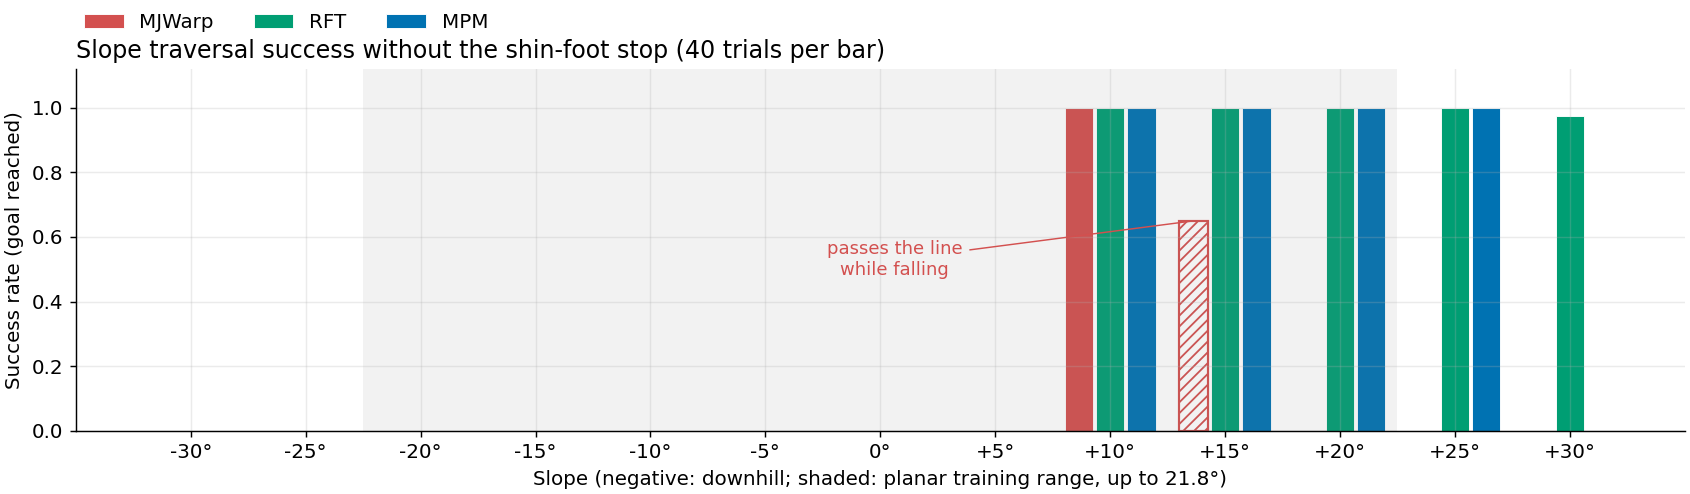 MJWarp RFT MPM
Slope traversal success without the shin-foot stop (40 trials per bar)
Success rate (goal reached)
1.0
0.8
0.6
0.4
0.2
0.0
passes the line
while falling
-30° -25° -20° -15° -10° -5° 0° +5° +10° +15° +20° +25° +30°
Slope (negative: downhill; shaded: planar training range, up to 21.8°)